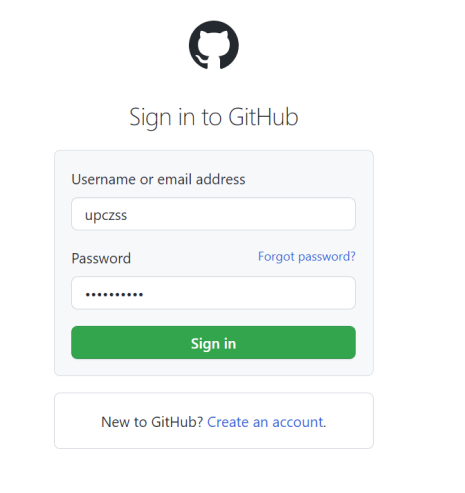 Sign in to GitHub
Username or email address
upczss
Password Forgot password?
••••••••••
Sign in
New to GitHub? Create an account.